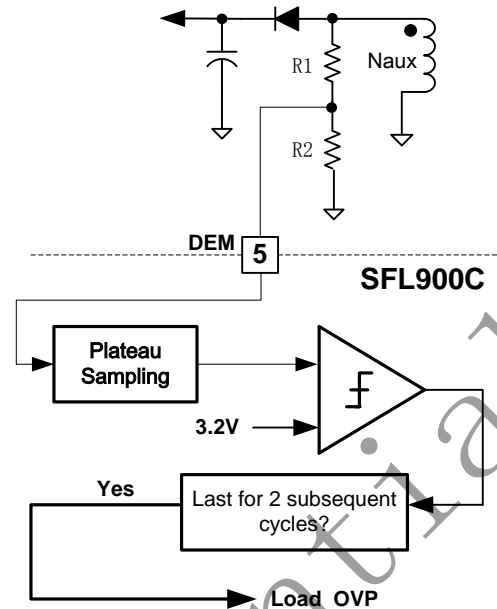 R1
Naux
R2
DEM
5
SFL900C
Plateau
Sampling
3.2V
Yes
Last for 2 subsequent
cycles?
Load OVP